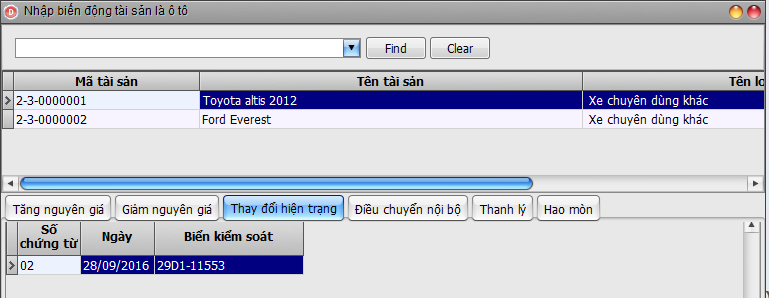 Nhập biến động tài sản là ô tô
Find Clear
Mã tài sản Tên tài sản Tên lo
2-3-0000001 Toyota altis 2012 Xe chuyên dùng khác
2-3-0000002 Ford Everest Xe chuyên dùng khác
Tăng nguyên giá Giảm nguyên giá Thay đổi hiện trạng Điều chuyển nội bộ Thanh lý Hao mòn
Số chứng từ Ngày Biển kiểm soát
02 28/09/2016 29D1-11553